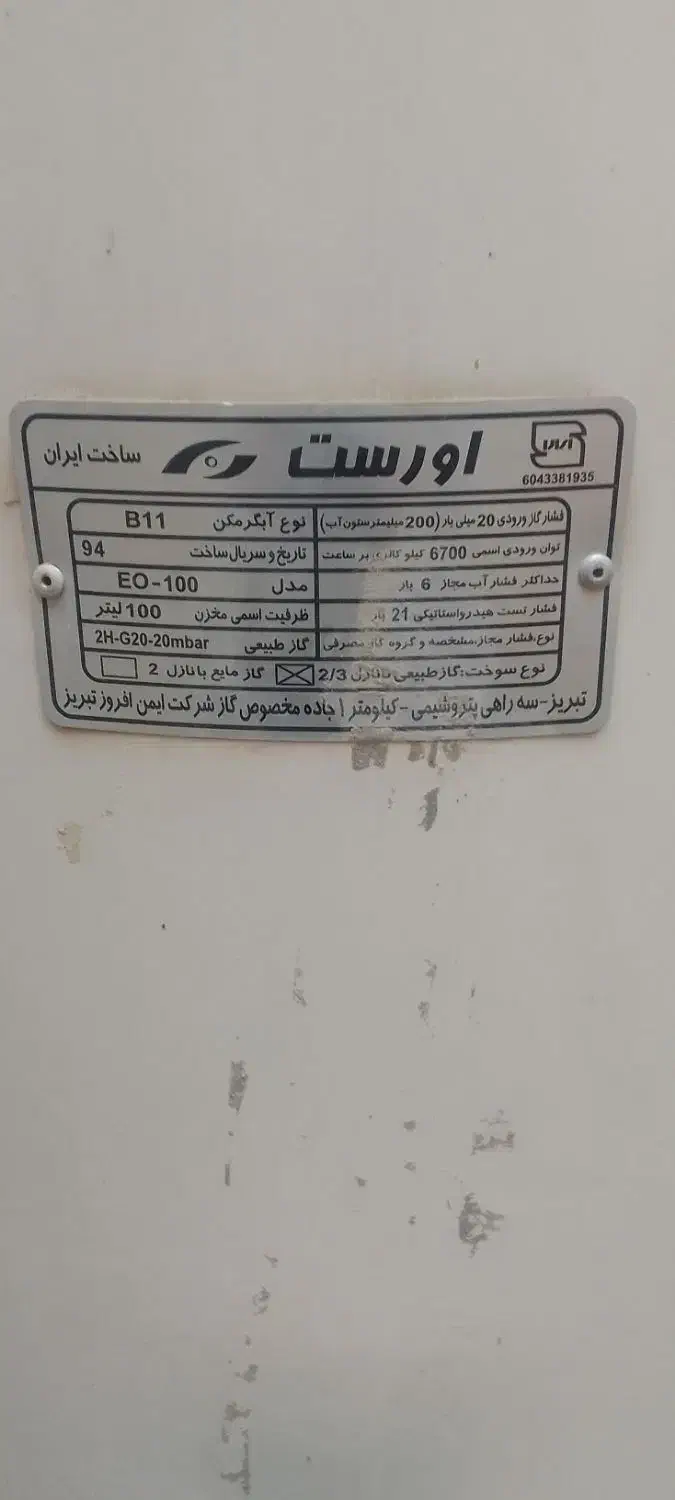 اورست ساخت ایران
6043381935
فشار گاز ورودی 20 میلی بار (200 میلیمتر ستون آب) نوع آبگرمکن B11
توان ورودی اسمی 6700 کیلو کالری بر ساعت تاریخ و سریال ساخت 94
حداکثر فشار آب مجاز 6 بار مدل EO-100
فشار تست هیدرواستاتیکی 21 بار ظرفیت اسمی مخزن 100 لیتر
نوع، فشار مجاز، مشخصه و گروه گاز مصرفی گاز طبیعی 2H-G20-20mbar
نوع سوخت: گاز طبیعی با نازل 2/3 گاز مایع با نازل 2
تبریز-سه راهی پتروشیمی-کیلومتر 1 جاده مخصوص گاز شرکت ایمن افروز تبریز